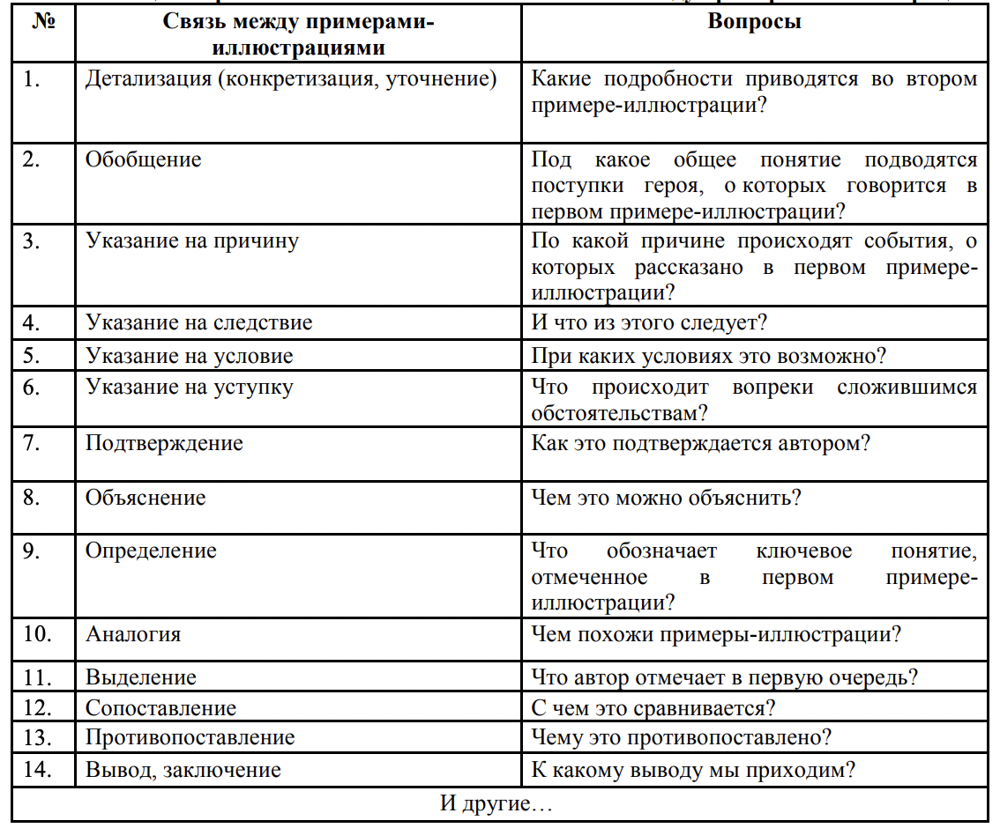 № Связь между примерами- Вопросы
иллюстрациями
1. Детализация (конкретизация, уточнение) Какие подробности приводятся во втором
примере-иллюстрации?
2. Обобщение Под какое общее понятие подводятся
поступки героя, о которых говорится в
первом примере-иллюстрации?
3. Указание на причину По какой причине происходят события, о
которых рассказано в первом примере-
иллюстрации?
4. Указание на следствие И что из этого следует?
5. Указание на условие При каких условиях это возможно?
6. Указание на уступку Что происходит вопреки сложившимся
обстоятельствам?
7. Подтверждение Как это подтверждается автором?
8. Объяснение Чем это можно объяснить?
9. Определение Что обозначает ключевое понятие,
отмеченное в первом примере-
иллюстрации?
10. Аналогия Чем похожи примеры-иллюстрации?
11. Выделение Что автор отмечает в первую очередь?
12. Сопоставление С чем это сравнивается?
13. Противопоставление Чему это противопоставлено?
14. Вывод, заключение К какому выводу мы приходим?
И другие…